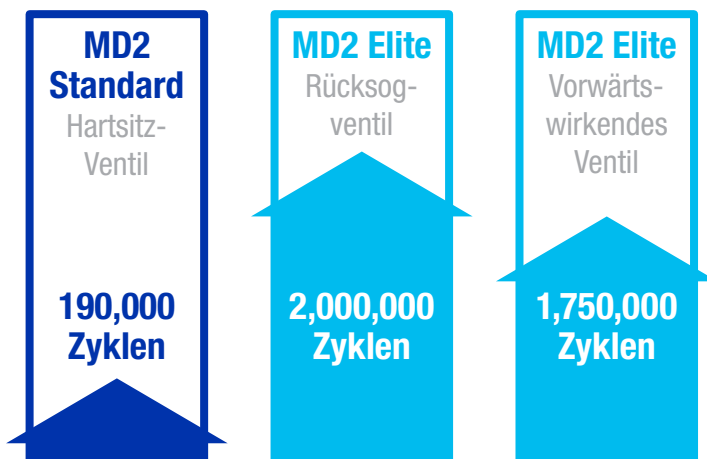 MD2
Standard
Hartsitz-
Ventil
190,000
Zyklen
MD2 Elite
Rücksog-
ventil
2,000,000
Zyklen
MD2 Elite
Vorwärts-
wirkendes
Ventil
1,750,000
Zyklen